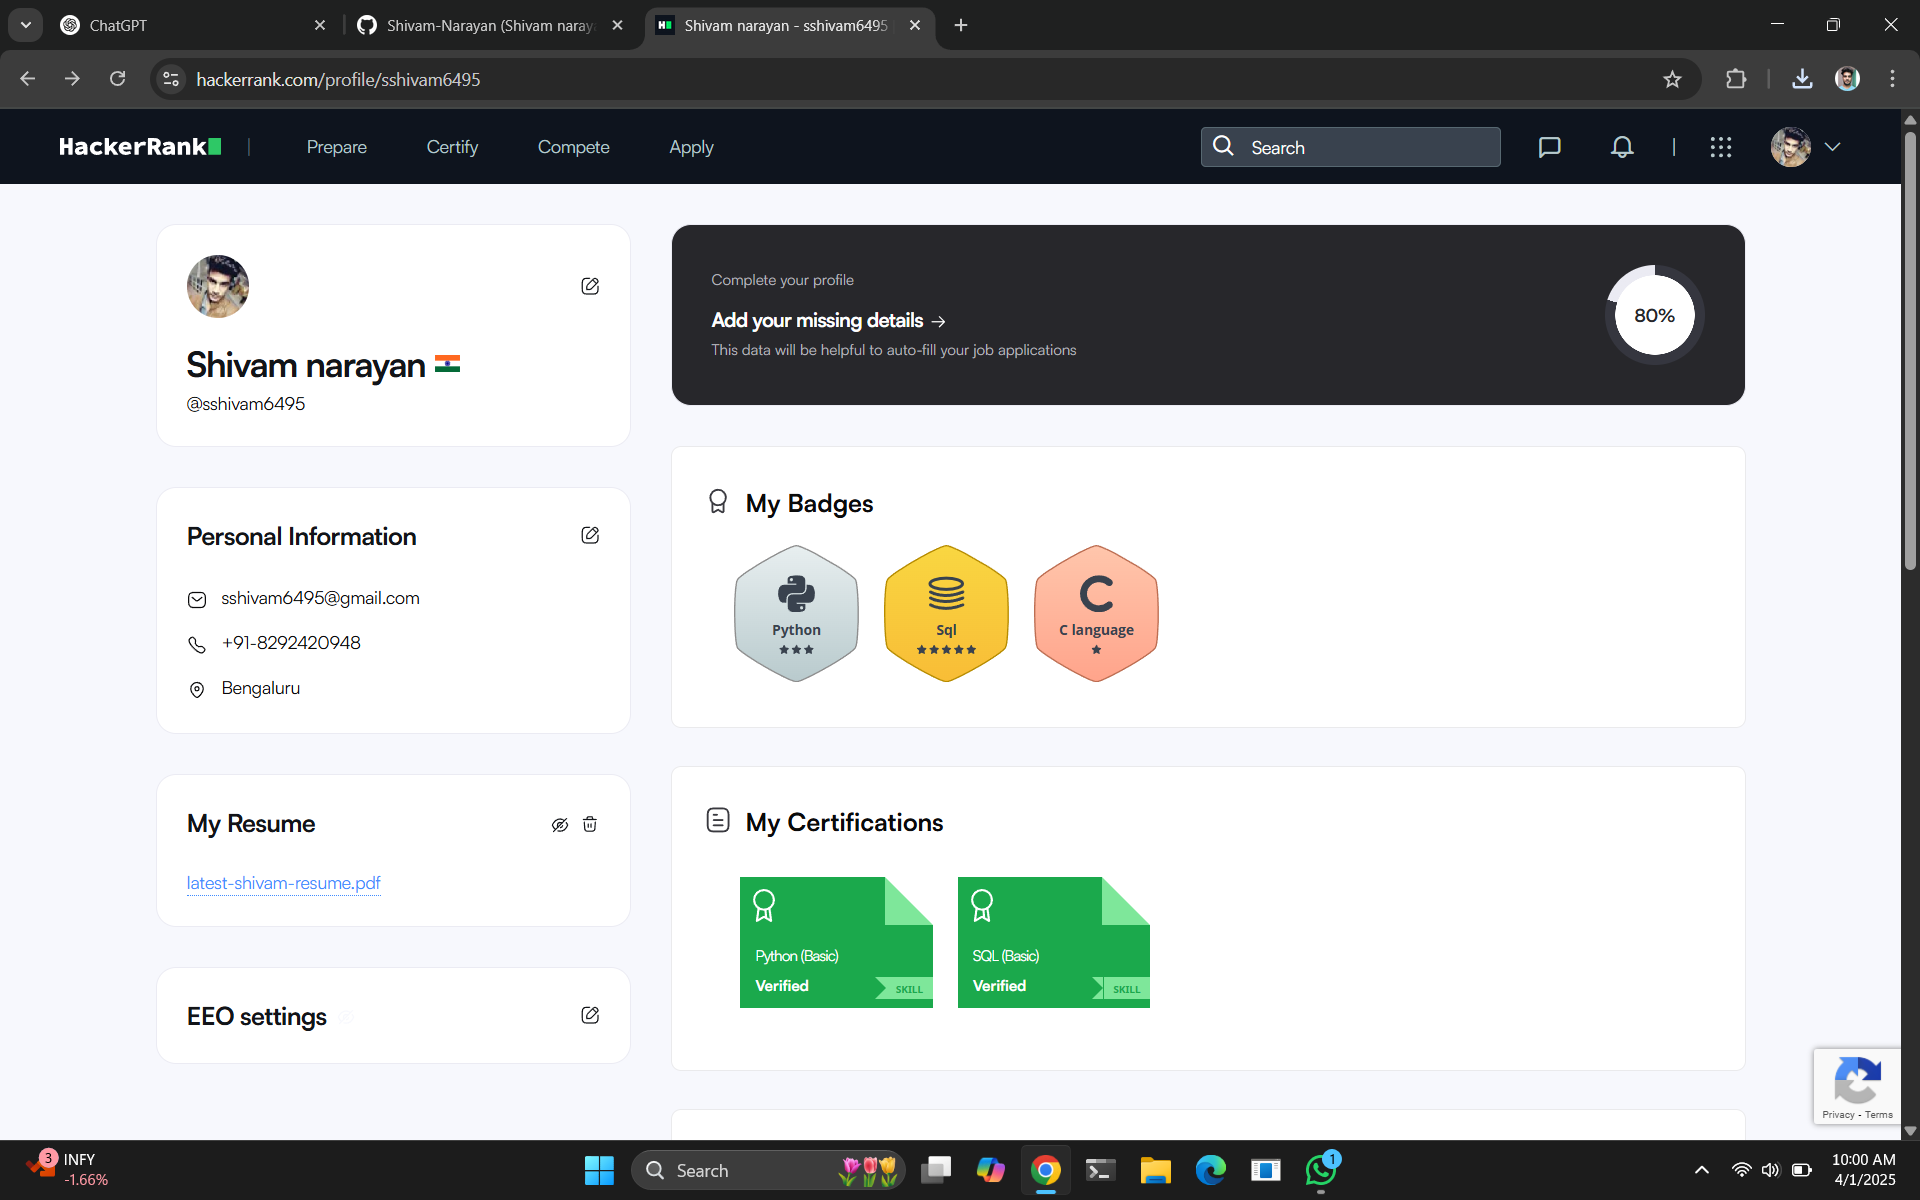 ChatGPT
Shivam-Narayan (Shivam naray
Shivam narayan - sshivam6495
hackerrank.com/profile/sshivam6495
HackerRank
Prepare
Certify
Compete
Apply
Search
Shivam narayan
@sshivam6495
Complete your profile
Add your missing details →
This data will be helpful to auto-fill your job applications
80%
Personal Information
sshivam6495@gmail.com
+91-8292420948
Bengaluru
My Badges
Python
Sql
C language
My Resume
latest-shivam-resume.pdf
My Certifications
Python (Basic)
Verified
SKILL
SQL (Basic)
Verified
SKILL
EEO settings
Privacy - Terms
3
INFY
-1.66%
Search
1
10:00 AM
4/1/2025